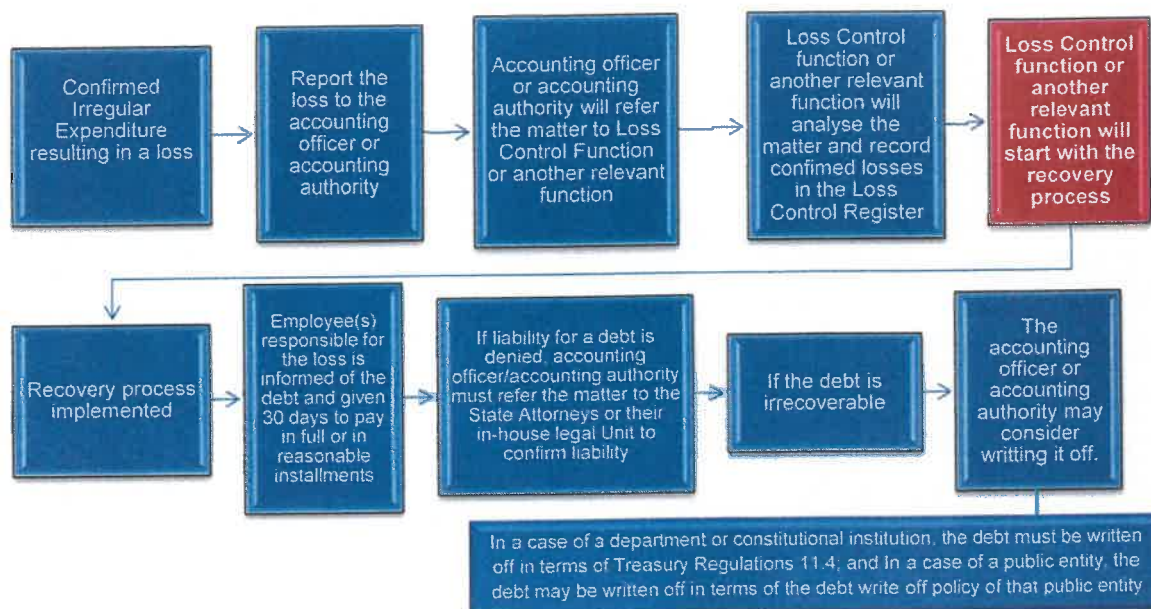 Confirmed
Irregular
Expenditure
resulting in a loss
Report the
loss to the
accounting
officer or
accounting
authority
Accounting officer
or accounting
authority will refer
the matter to Loss
Control Function
or another relevant
function
Loss Control
function or
another relevant
function will
analyse the
matter and record
confimed losses
in the Loss
Control Register
Loss Control
function or
another
relevant
function will
start with the
recovery
process
Recovery process
implemented
Employee(s)
responsible for
the loss is
informed of the
debt and given
30 days to pay
in full or in
reasonable
installments
If liability for a debt is
denied, accounting
officer/accounting authority
must refer the matter to the
State Attorneys or their
in-house legal Unit to
confirm liability
If the debt is
irrecoverable
The
accounting
officer or
accounting
authority may
consider
writting it off.
In a case of a department or constitutional institution, the debt must be written
off in terms of Treasury Regulations 11.4; and In a case of a public entity, the
debt may be written off in terms of the debt write off policy of that public entity